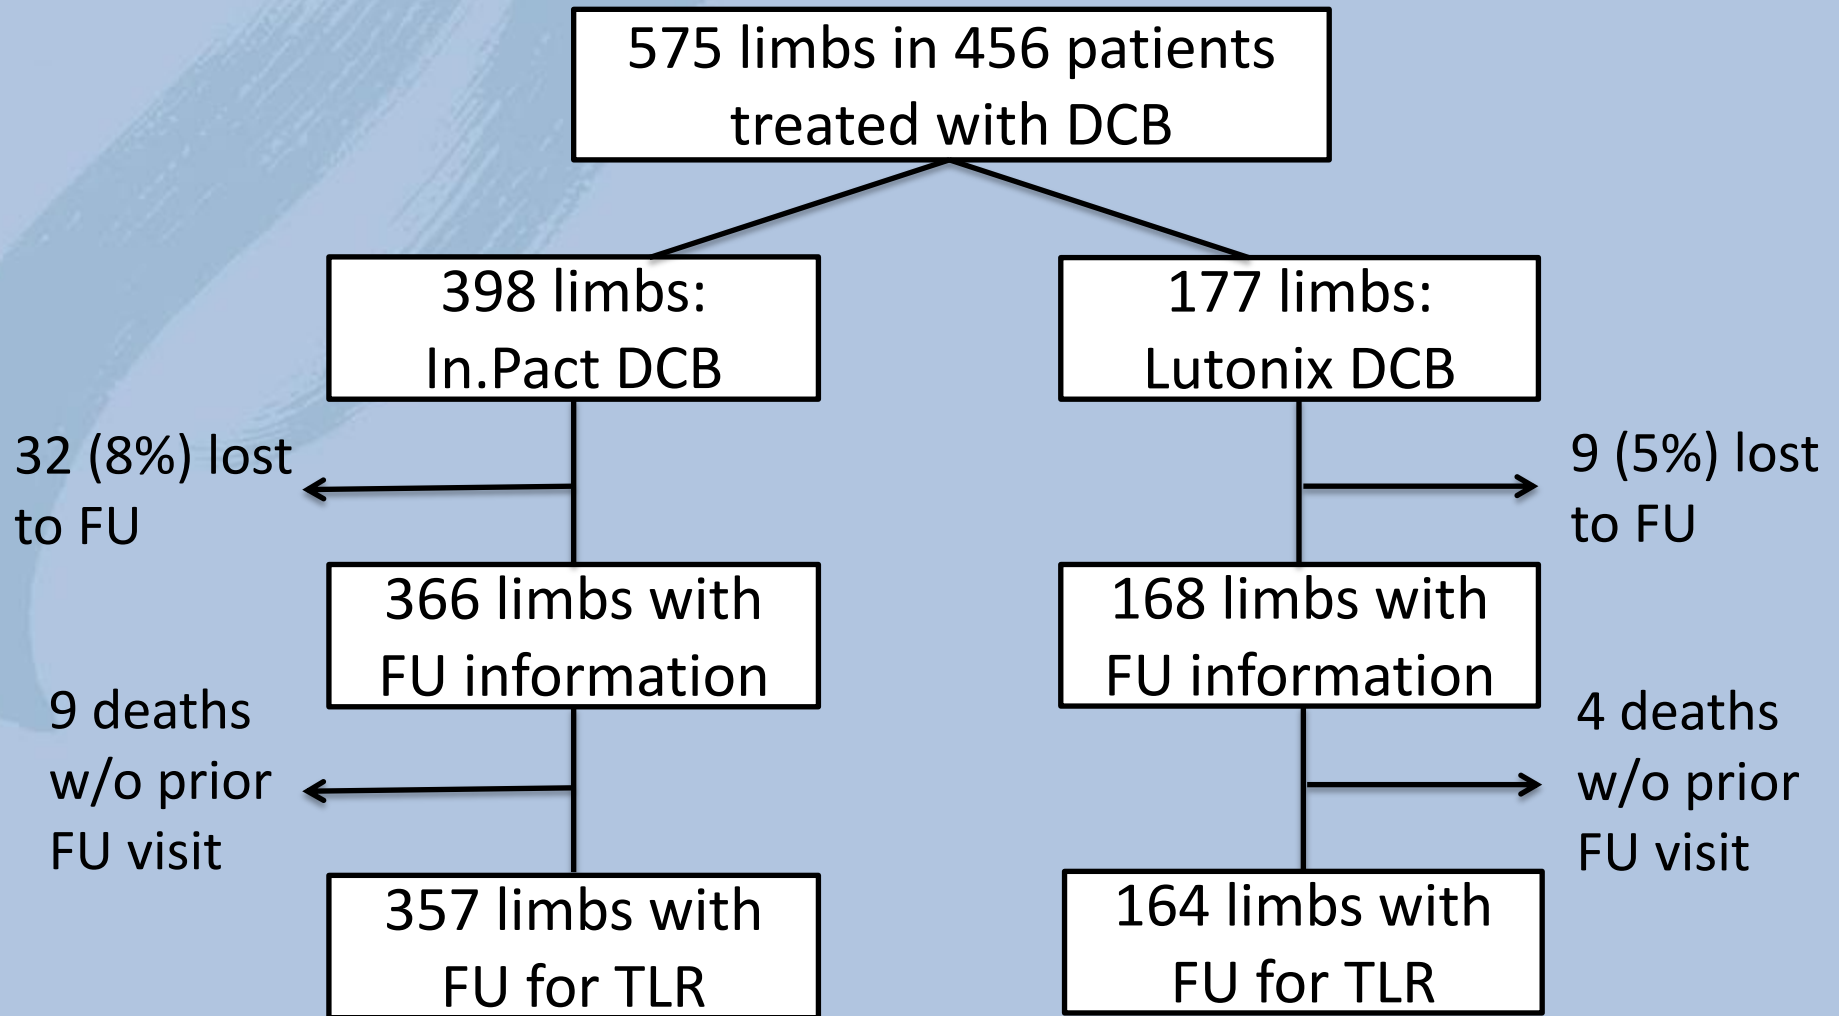 575 limbs in 456 patients
treated with DCB
398 limbs:
In.Pact DCB
177 limbs:
Lutonix DCB
32 (8%) lost
to FU
9 (5%) lost
to FU
366 limbs with
FU information
168 limbs with
FU information
9 deaths
w/o prior
FU visit
4 deaths
w/o prior
FU visit
357 limbs with
FU for TLR
164 limbs with
FU for TLR